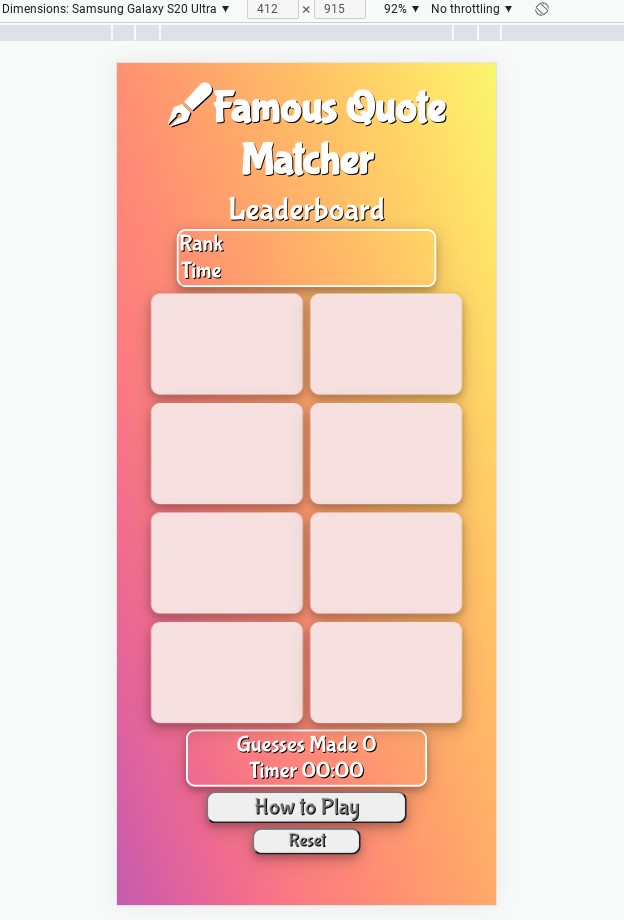 Dimensions: Samsung Galaxy S20 Ultra ▼ 412 × 915 92% ▼ No throttling ▼
Famous Quote
Matcher
Leaderboard
Rank
Time
Guesses Made 0
Timer 00:00
How to Play
Reset